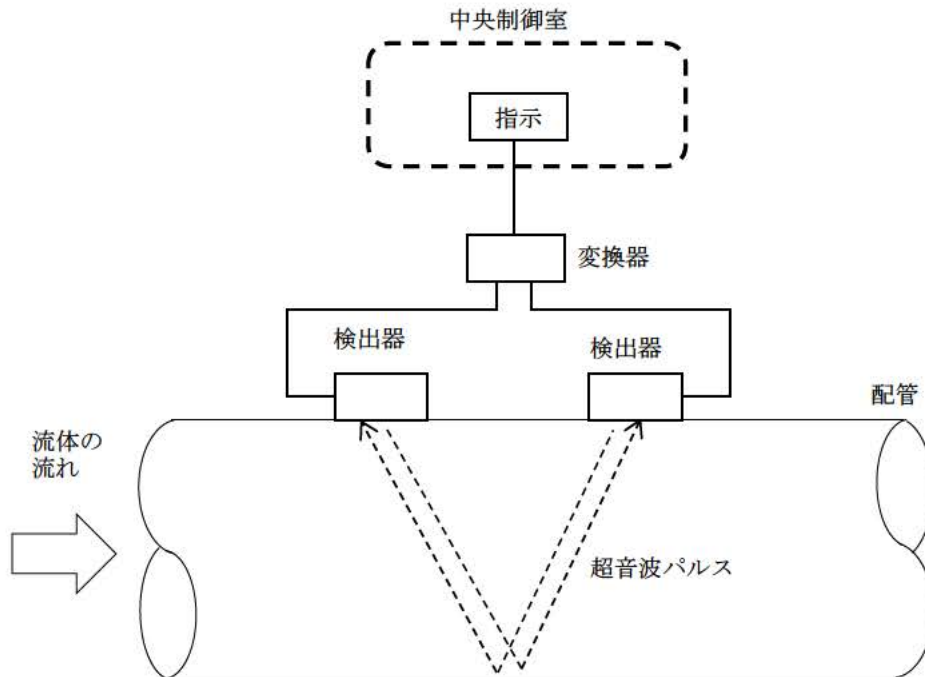 中央制御室
指示
変換器
検出器
検出器
配管
流体の
流れ
超音波パルス